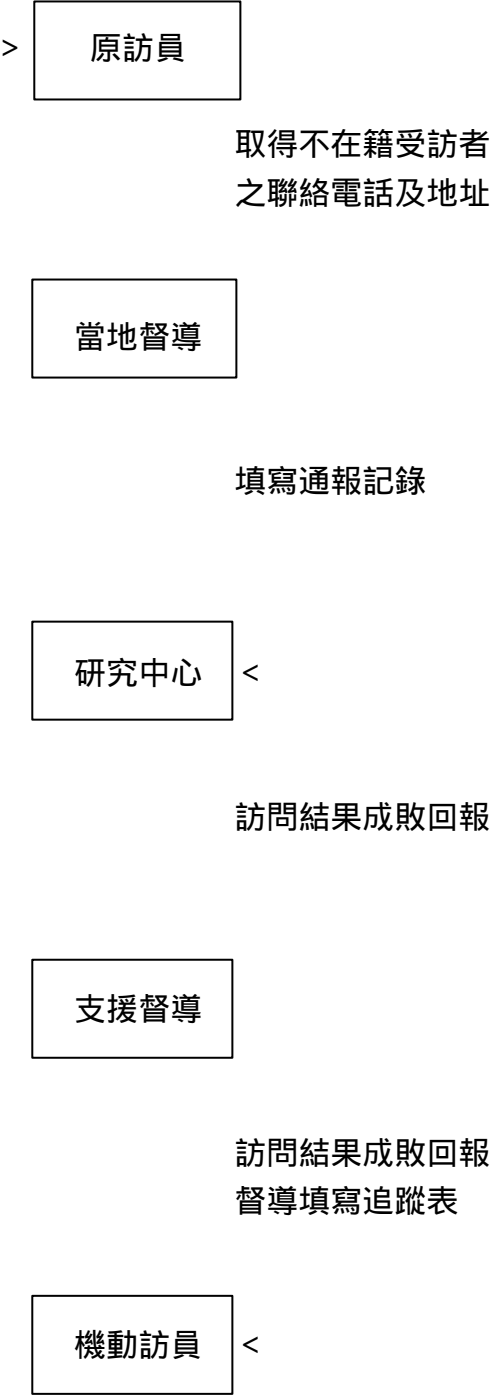 > 原訪員
取得不在籍受訪者
之聯絡電話及地址
當地督導
填寫通報記錄
研究中心 <
訪問結果成敗回報
支援督導
訪問結果成敗回報
督導填寫追蹤表
機動訪員 <